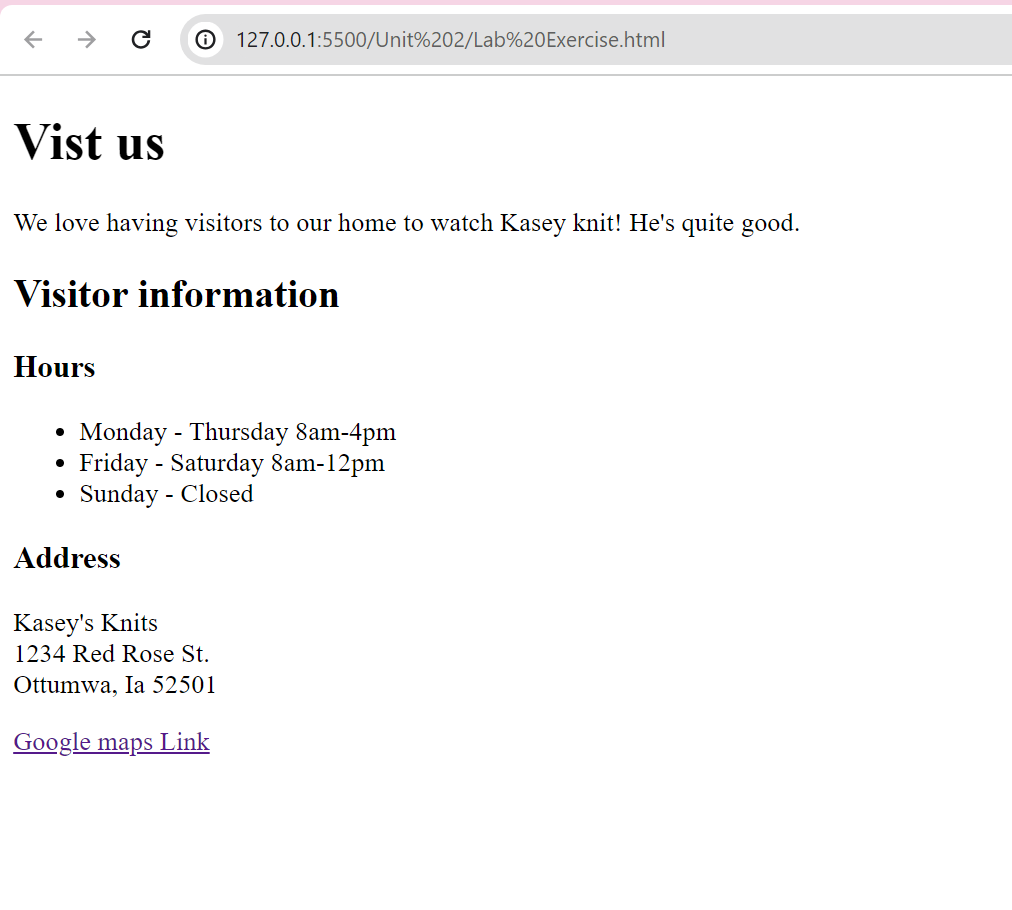 127.0.0.1:5500/Unit%202/Lab%20Exercise.html
Vist us
We love having visitors to our home to watch Kasey knit! He's quite good.
Visitor information
Hours
Monday - Thursday 8am-4pm
Friday - Saturday 8am-12pm
Sunday - Closed
Address
Kasey's Knits
1234 Red Rose St.
Ottumwa, Ia 52501
Google maps Link